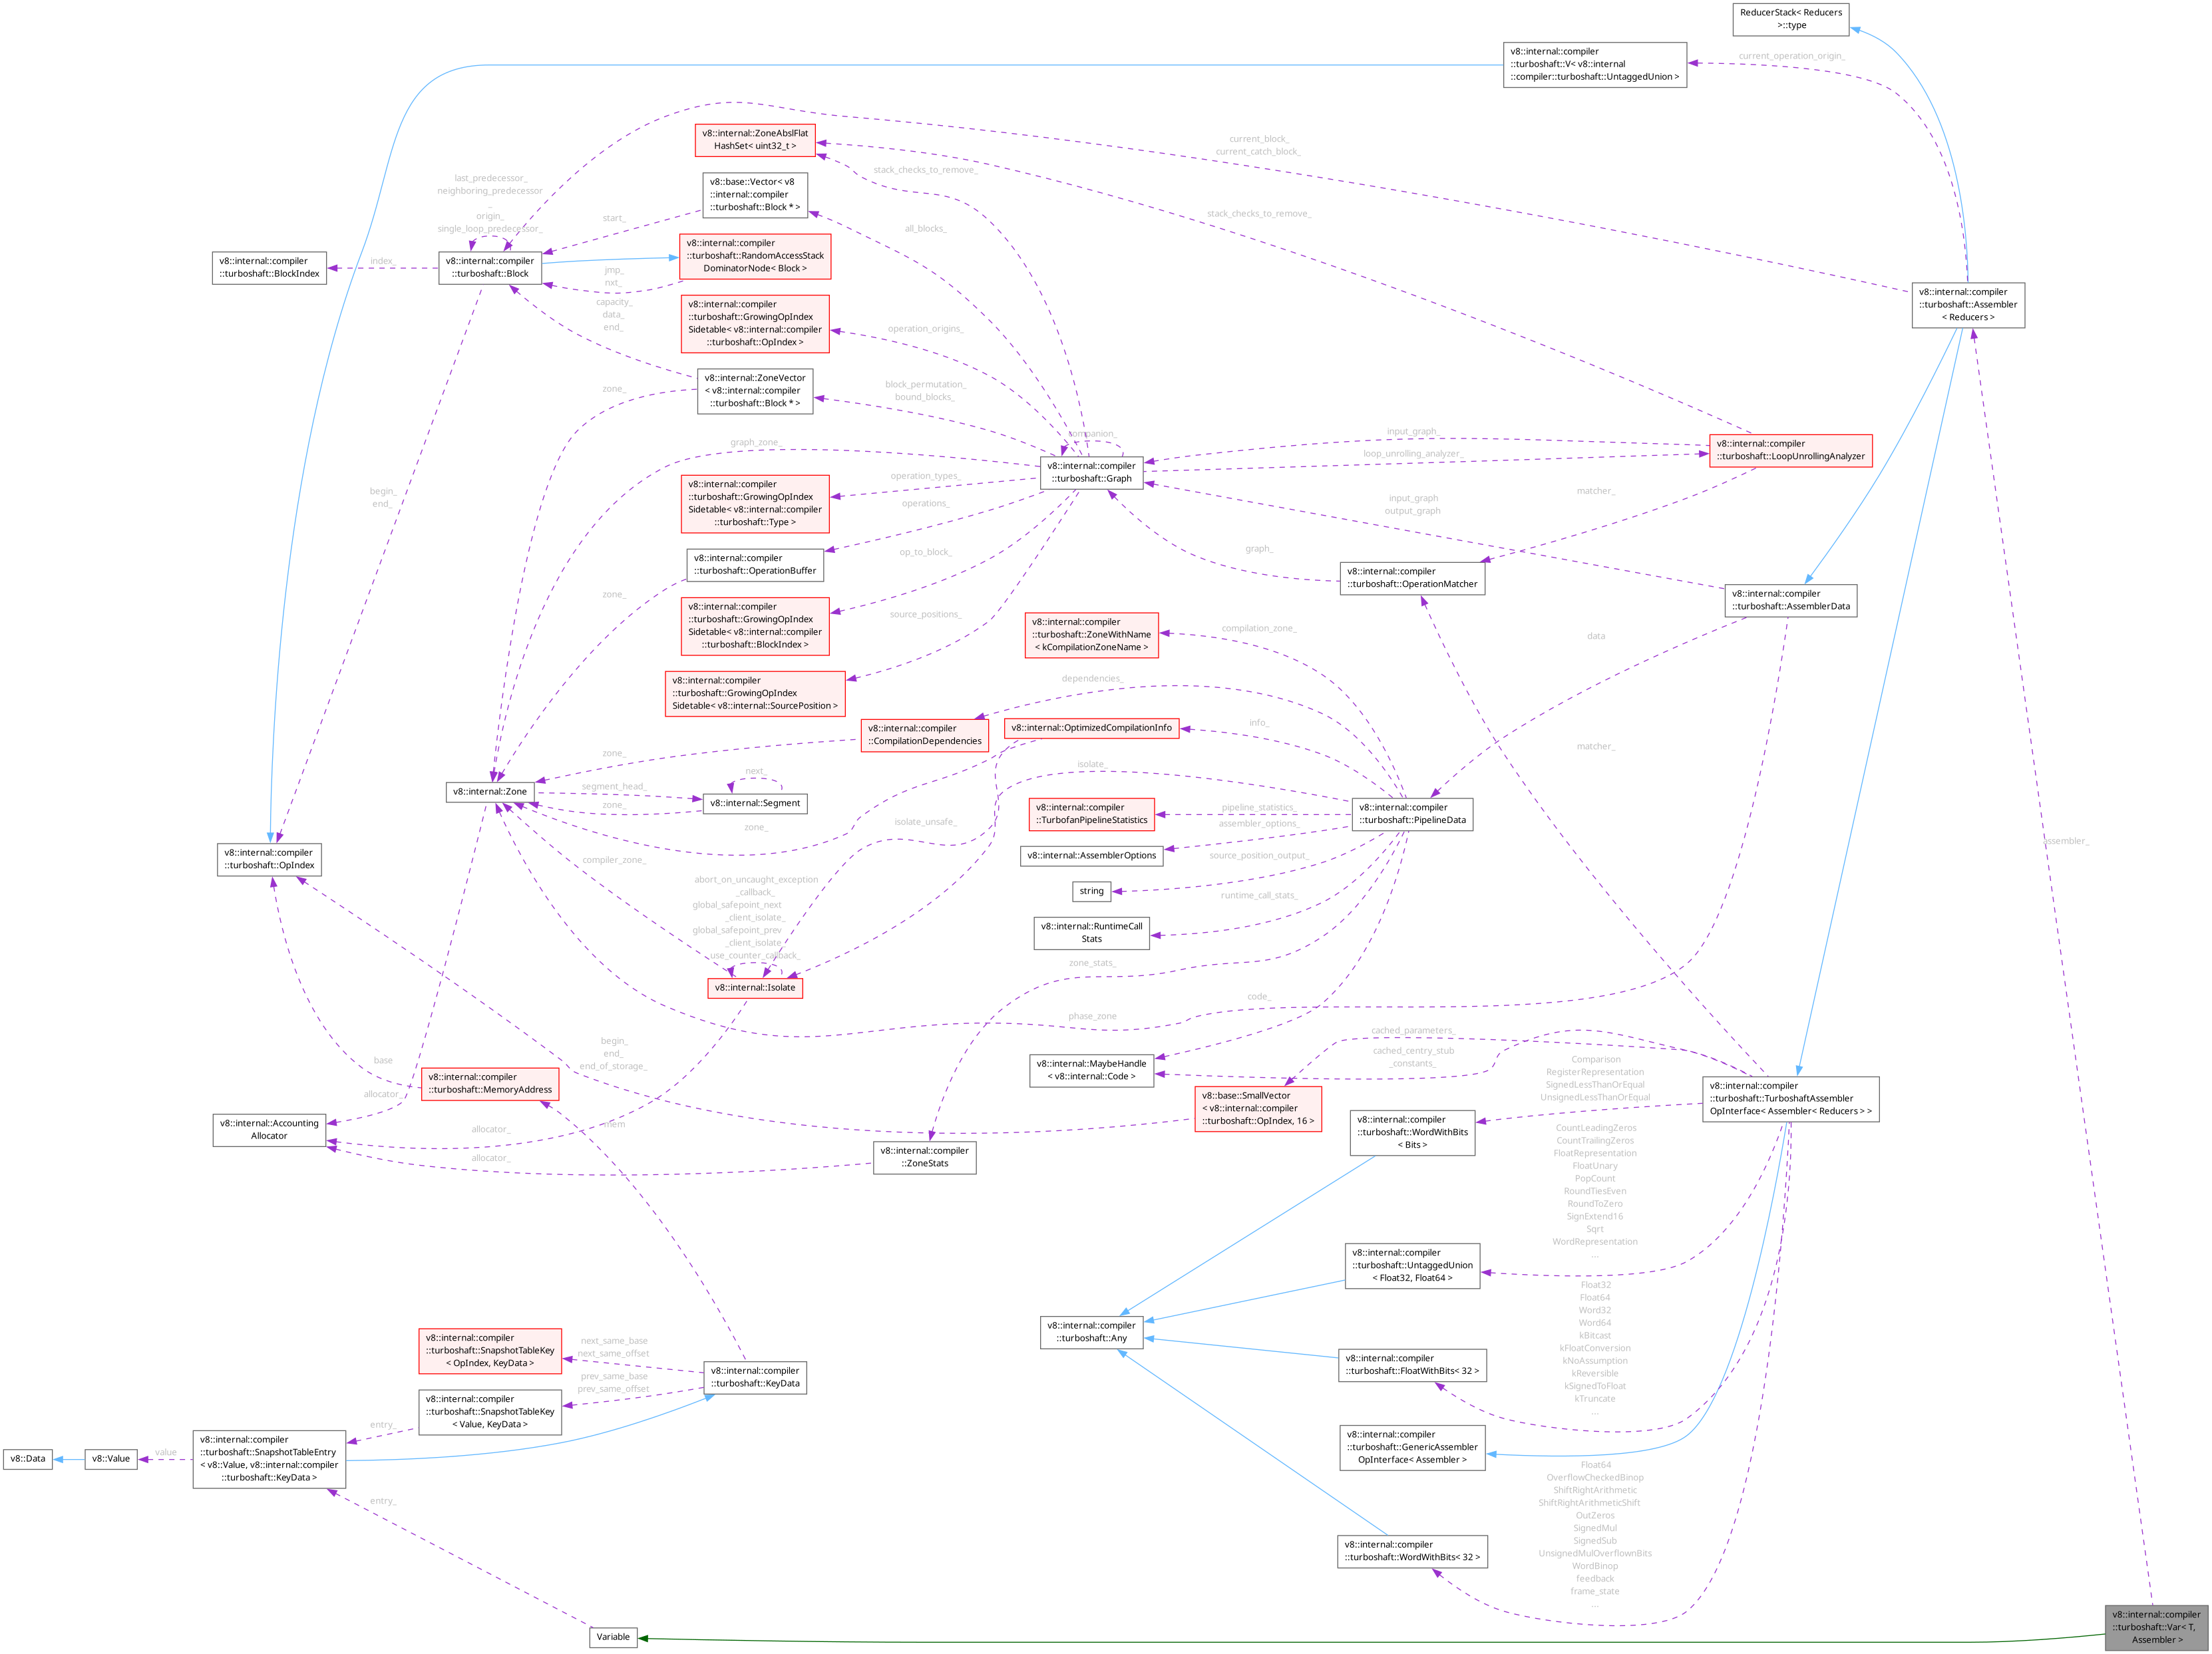 ReducerStack< Reducers
>::type
v8::internal::compiler
::turboshaft::V< v8::internal
::compiler::turboshaft::UntaggedUnion >
current_operation_origin_
v8::internal::ZoneAbslFlat
HashSet< uint32_t >
current_block_
current_catch_block_
stack_checks_to_remove_
last_predecessor_
neighboring_predecessor
_
origin_
single_loop_predecessor_
v8::base::Vector< v8
::internal::compiler
::turboshaft::Block * >
start_
all_blocks_
stack_checks_to_remove_
v8::internal::compiler
::turboshaft::BlockIndex
index_
v8::internal::compiler
::turboshaft::Block
v8::internal::compiler
::turboshaft::RandomAccessStack
DominatorNode< Block >
jmp_
nxt_
v8::internal::compiler
::turboshaft::Assembler
< Reducers >
capacity_
data_
end_
v8::internal::compiler
::turboshaft::GrowingOpIndex
Sidetable< v8::internal::compiler
::turboshaft::OpIndex >
operation_origins_
v8::internal::ZoneVector
< v8::internal::compiler
::turboshaft::Block * >
zone_
block_permutation_
bound_blocks_
graph_zone_
companion_
input_graph_
loop_unrolling_analyzer_
v8::internal::compiler
::turboshaft::LoopUnrollingAnalyzer
v8::internal::compiler
::turboshaft::Graph
begin_
end_
v8::internal::compiler
::turboshaft::GrowingOpIndex
Sidetable< v8::internal::compiler
::turboshaft::Type >
operation_types_
operations_
input_graph
output_graph
matcher_
v8::internal::compiler
::turboshaft::OperationBuffer
op_to_block_
graph_
v8::internal::compiler
::turboshaft::OperationMatcher
zone_
v8::internal::compiler
::turboshaft::AssemblerData
v8::internal::compiler
::turboshaft::GrowingOpIndex
Sidetable< v8::internal::compiler
::turboshaft::BlockIndex >
source_positions_
v8::internal::compiler
::turboshaft::ZoneWithName
< kCompilationZoneName >
compilation_zone_
data
v8::internal::compiler
::turboshaft::GrowingOpIndex
Sidetable< v8::internal::SourcePosition >
dependencies_
v8::internal::compiler
::CompilationDependencies
v8::internal::OptimizedCompilationInfo
info_
matcher_
zone_
isolate_
v8::internal::Zone
segment_head_
zone_
next_
v8::internal::Segment
v8::internal::compiler
::TurbofanPipelineStatistics
pipeline_statistics_
assembler_options_
v8::internal::compiler
::turboshaft::PipelineData
isolate_unsafe_
zone_
v8::internal::compiler
::turboshaft::OpIndex
compiler_zone_
v8::internal::AssemblerOptions
source_position_output_
assembler_
abort_on_uncaught_exception
_callback_
global_safepoint_next
_client_isolate_
global_safepoint_prev
_client_isolate_
use_counter_callback_
string
runtime_call_stats_
v8::internal::RuntimeCall
Stats
zone_stats_
v8::internal::Isolate
code_
phase_zone
begin_
end_
end_of_storage_
base
v8::internal::compiler
::turboshaft::MemoryAddress
v8::internal::MaybeHandle
< v8::internal::Code >
cached_parameters_
cached_centry_stub
_constants_
Comparison
RegisterRepresentation
SignedLessThanOrEqual
UnsignedLessThanOrEqual
v8::internal::compiler
::turboshaft::TurboshaftAssembler
OpInterface< Assembler< Reducers > >
allocator_
v8::base::SmallVector
< v8::internal::compiler
::turboshaft::OpIndex, 16 >
v8::internal::Accounting
Allocator
allocator_
mem
v8::internal::compiler
::turboshaft::WordWithBits
< Bits >
allocator_
v8::internal::compiler
::ZoneStats
CountLeadingZeros
CountTrailingZeros
FloatRepresentation
FloatUnary
PopCount
RoundTiesEven
RoundToZero
SignExtend16
Sqrt
WordRepresentation
...
v8::internal::compiler
::turboshaft::UntaggedUnion
< Float32, Float64 >
v8::internal::compiler
::turboshaft::Any
Float32
Float64
Word32
Word64
kBitcast
kFloatConversion
kNoAssumption
kReversible
kSignedToFloat
kTruncate
...
v8::internal::compiler
::turboshaft::SnapshotTableKey
< OpIndex, KeyData >
next_same_base
next_same_offset
v8::internal::compiler
::turboshaft::KeyData
v8::internal::compiler
::turboshaft::FloatWithBits< 32 >
prev_same_base
prev_same_offset
v8::internal::compiler
::turboshaft::SnapshotTableKey
< Value, KeyData >
entry_
v8::Data
v8::Value
value
v8::internal::compiler
::turboshaft::SnapshotTableEntry
< v8::Value, v8::internal::compiler
::turboshaft::KeyData >
v8::internal::compiler
::turboshaft::GenericAssembler
OpInterface< Assembler >
entry_
Float64
OverflowCheckedBinop
ShiftRightArithmetic
ShiftRightArithmeticShift
OutZeros
SignedMul
SignedSub
UnsignedMulOverflownBits
WordBinop
feedback
frame_state
...
v8::internal::compiler
::turboshaft::WordWithBits< 32 >
Variable
v8::internal::compiler
::turboshaft::Var< T,
Assembler >